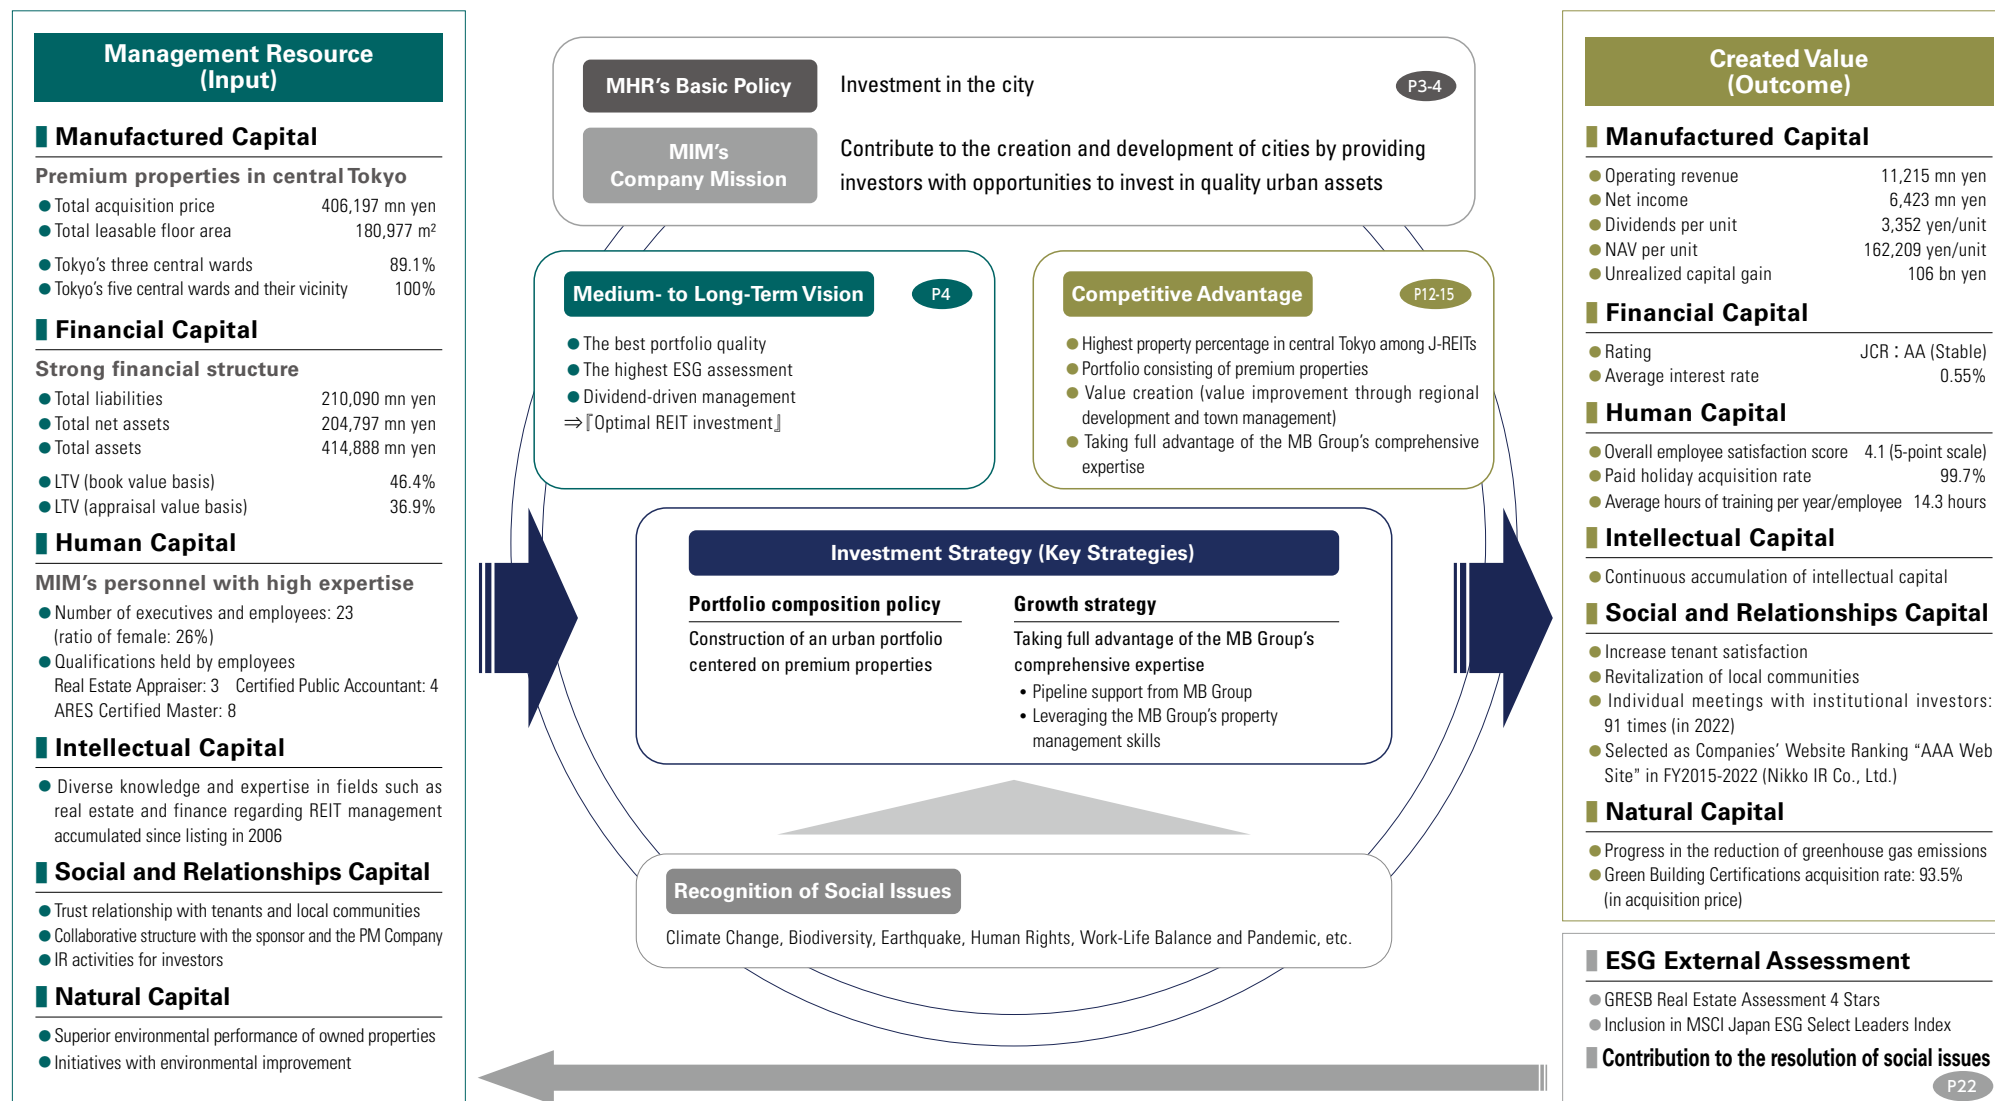 Management Resource
(Input)
Manufactured Capital
Premium properties in central Tokyo
● Total acquisition price 406,197 mn yen
● Total leasable floor area 180,977 m²
● Tokyo's three central wards 89.1%
● Tokyo's five central wards and their vicinity 100%
Financial Capital
Strong financial structure
● Total liabilities 210,090 mn yen
● Total net assets 204,797 mn yen
● Total assets 414,888 mn yen
● LTV (book value basis) 46.4%
● LTV (appraisal value basis) 36.9%
Human Capital
MIM's personnel with high expertise
● Number of executives and employees: 23
(ratio of female: 26%)
● Qualifications held by employees
Real Estate Appraiser: 3 Certified Public Accountant: 4
ARES Certified Master: 8
Intellectual Capital
● Diverse knowledge and expertise in fields such as
real estate and finance regarding REIT management
accumulated since listing in 2006
Social and Relationships Capital
● Trust relationship with tenants and local communities
● Collaborative structure with the sponsor and the PM Company
● IR activities for investors
Natural Capital
● Superior environmental performance of owned properties
● Initiatives with environmental improvement
MHR's Basic Policy
Investment in the city
P3-4
MIM's
Company Mission
Contribute to the creation and development of cities by providing
investors with opportunities to invest in quality urban assets
Medium- to Long-Term Vision
P4
● The best portfolio quality
● The highest ESG assessment
● Dividend-driven management
⇒『Optimal REIT investment』
Competitive Advantage
P12-15
● Highest property percentage in central Tokyo among J-REITs
● Portfolio consisting of premium properties
● Value creation (value improvement through regional
development and town management)
● Taking full advantage of the MB Group's comprehensive
expertise
Investment Strategy (Key Strategies)
Portfolio composition policy
Construction of an urban portfolio
centered on premium properties
Growth strategy
Taking full advantage of the MB Group's
comprehensive expertise
• Pipeline support from MB Group
• Leveraging the MB Group's property
management skills
Recognition of Social Issues
Climate Change, Biodiversity, Earthquake, Human Rights, Work-Life Balance and Pandemic, etc.
Created Value
(Outcome)
Manufactured Capital
● Operating revenue 11,215 mn yen
● Net income 6,423 mn yen
● Dividends per unit 3,352 yen/unit
● NAV per unit 162,209 yen/unit
● Unrealized capital gain 106 bn yen
Financial Capital
● Rating JCR：AA (Stable)
● Average interest rate 0.55%
Human Capital
● Overall employee satisfaction score 4.1 (5-point scale)
● Paid holiday acquisition rate 99.7%
● Average hours of training per year/employee 14.3 hours
Intellectual Capital
● Continuous accumulation of intellectual capital
Social and Relationships Capital
● Increase tenant satisfaction
● Revitalization of local communities
● Individual meetings with institutional investors:
91 times (in 2022)
● Selected as Companies' Website Ranking “AAA Web
Site” in FY2015-2022 (Nikko IR Co., Ltd.)
Natural Capital
● Progress in the reduction of greenhouse gas emissions
● Green Building Certifications acquisition rate: 93.5%
(in acquisition price)
ESG External Assessment
● GRESB Real Estate Assessment 4 Stars
● Inclusion in MSCI Japan ESG Select Leaders Index
Contribution to the resolution of social issues
P22